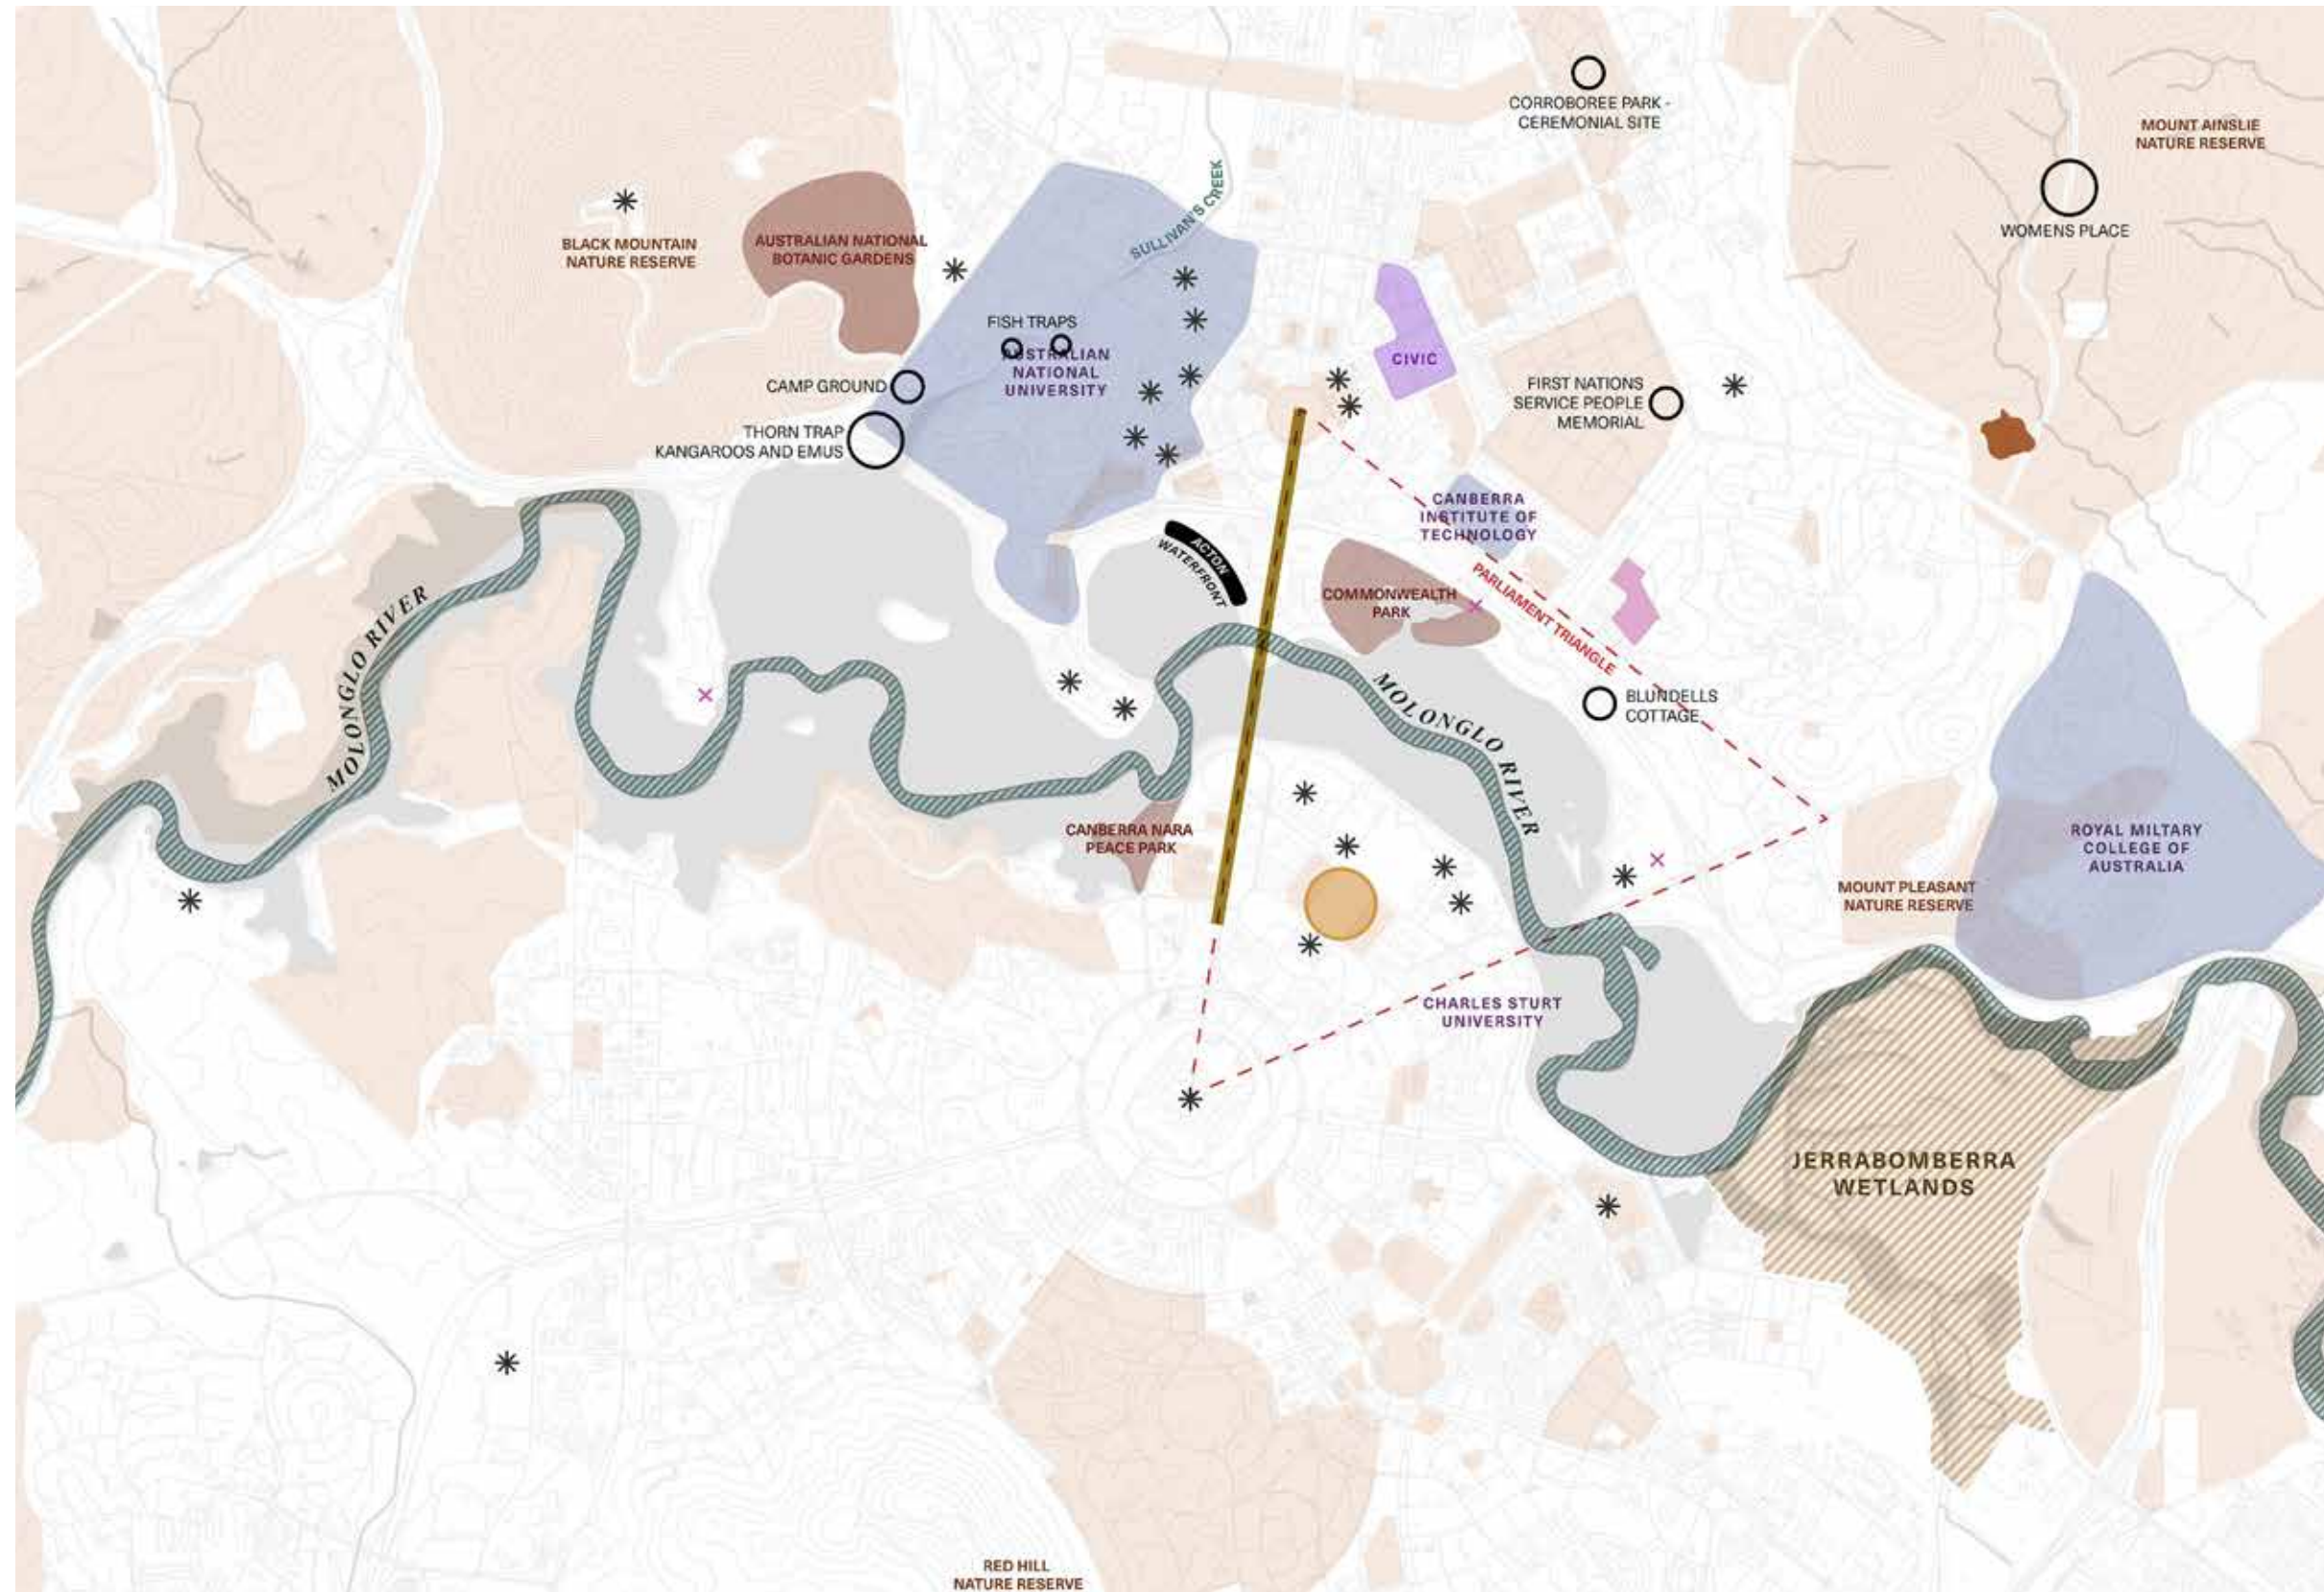 CORROBOREE PARK -
CEREMONIAL SITE
MOUNT AINSLIE
NATURE RESERVE
WOMENS PLACE
SULLIVAN'S CREEK
BLACK MOUNTAIN
NATURE RESERVE
AUSTRALIAN NATIONAL
BOTANIC GARDENS
FISH TRAPS
AUSTRALIAN
NATIONAL
UNIVERSITY
CIVIC
CAMP GROUND
FIRST NATIONS
SERVICE PEOPLE
MEMORIAL
THORN TRAP
KANGAROOS AND EMUS
CANBERRA
INSTITUTE OF
TECHNOLOGY
ACTON
WATERFRONT
COMMONWEALTH
PARK
PARLIAMENT TRIANGLE
MOLONGLO RIVER
BLUNDELLS
COTTAGE
MOLONGLO RIVER
CANBERRA NARA
PEACE PARK
ROYAL MILTARY
COLLEGE OF
AUSTRALIA
MOUNT PLEASANT
NATURE RESERVE
CHARLES STURT
UNIVERSITY
JERRABOMBERRA
WETLANDS
RED HILL
NATURE RESERVE